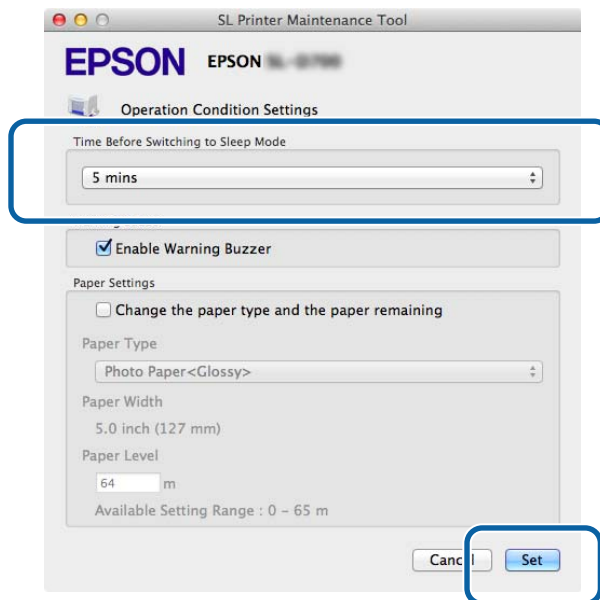 SL Printer Maintenance Tool
EPSON EPSON
Operation Condition Settings
Time Before Switching to Sleep Mode
5 mins
Enable Warning Buzzer
Paper Settings
Change the paper type and the paper remaining
Paper Type
Photo Paper<Glossy>
Paper Width
5.0 inch (127 mm)
Paper Level
64 m
Available Setting Range : 0 – 65 m
Set